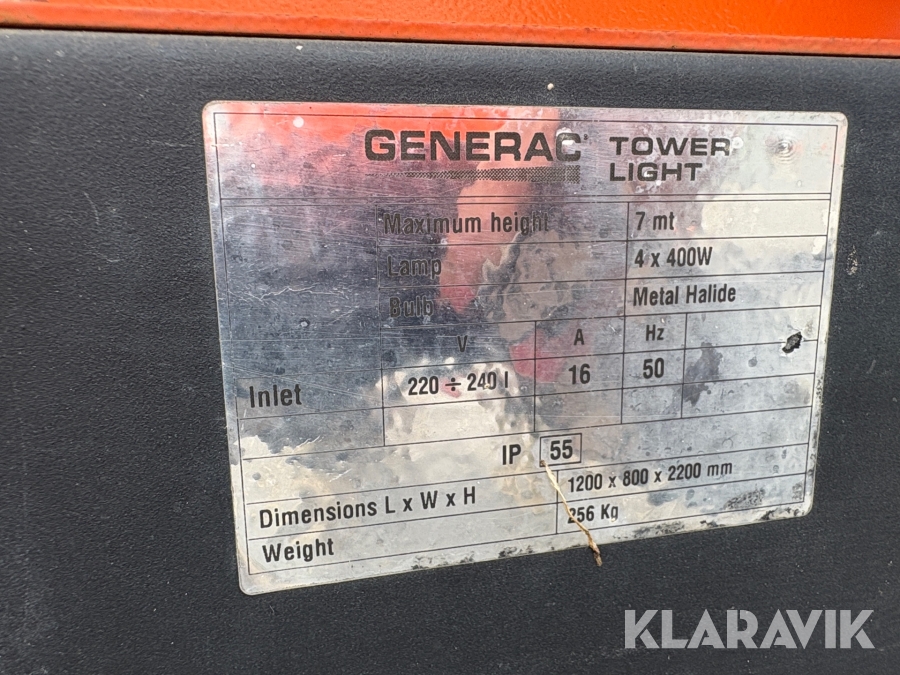 GENERAC TOWER LIGHT
Maximum height 7 mt
Lamp 4 x 400W
Bulb Metal Halide
V A Hz
Inlet 220 ÷ 240 I 16 50
IP 55
Dimensions L x W x H 1200 x 800 x 2200 mm
Weight 256 Kg
KLARAVIK